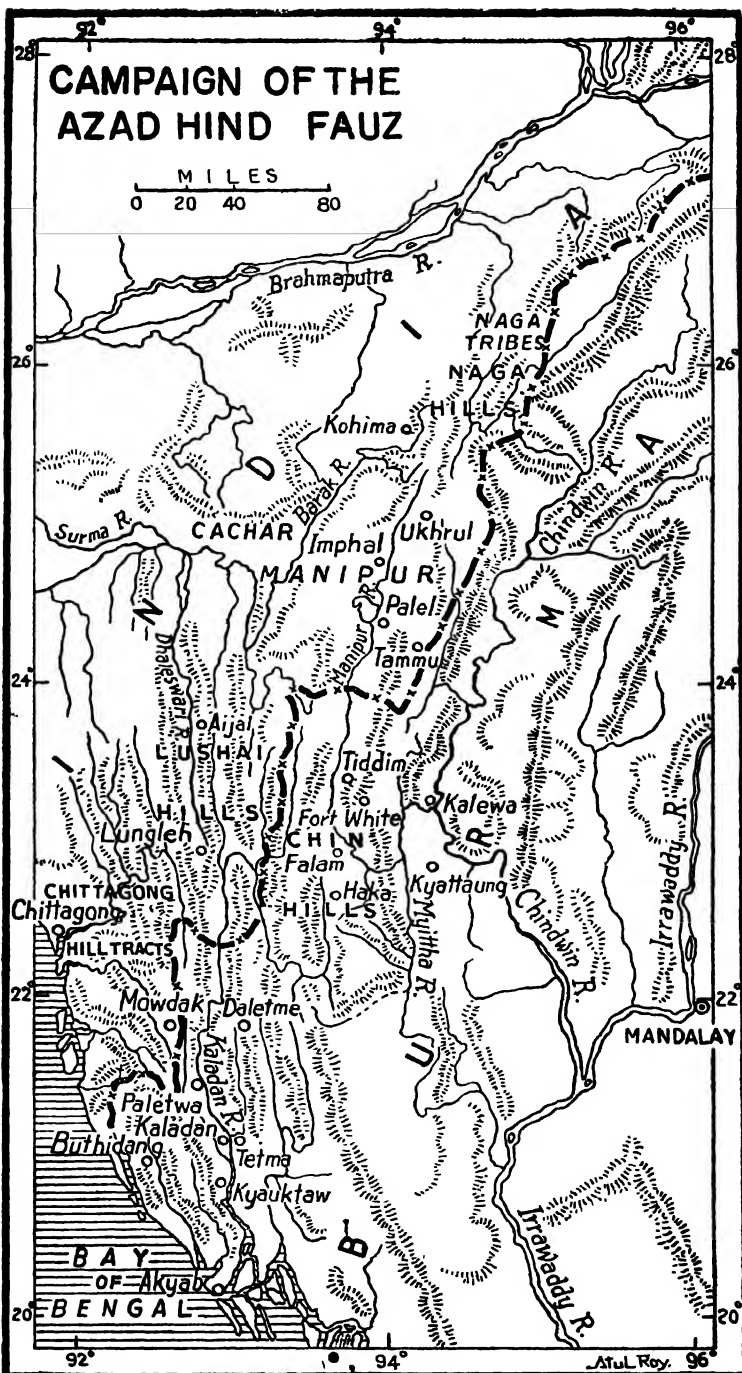 92° 94° 96°
28° 28°
CAMPAIGN OF THE
AZAD HIND FAUZ
MILES
0 20 40 80
Brahmaputra R.
NAGA
TRIBES
26° 26°
NAGA
HILLS
Kohima
Barak R.
Chindwin R.
Surma R.
CACHAR
Ukhrul
Imphal
MANIPUR
Palel
Manipur R.
Tammu
24° 24°
Dhaleswari R.
Aijal
LUSHAI
HILLS
Lungleh
Tiddim
Fort White
CHIN
Falam
Haka
HILLS
Kalewa
Kyattaung
Myittha R.
Chindwin R.
Irrawaddy R.
CHITTAGONG
Chittagong
HILL TRACTS
22° 22°
Mowdak
Daletme
MANDALAY
Kaladan R.
Paletwa
Kaladan
Buthidang
Tetma
Kyauktaw
BAY
OF
BENGAL
Akyab
Irrawaddy R.
INDIA
BURMA
20° 20°
92° 94° 96°
Atul Roy.